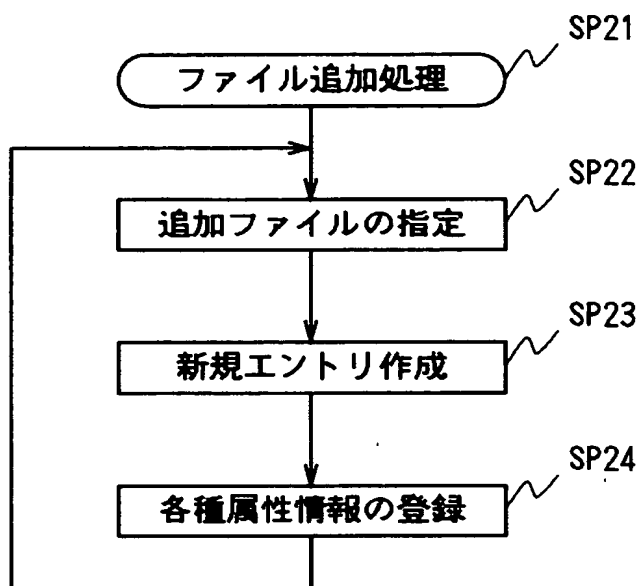 SP21
ファイル追加処理
SP22
追加ファイルの指定
SP23
新規エントリ作成
SP24
各種属性情報の登録